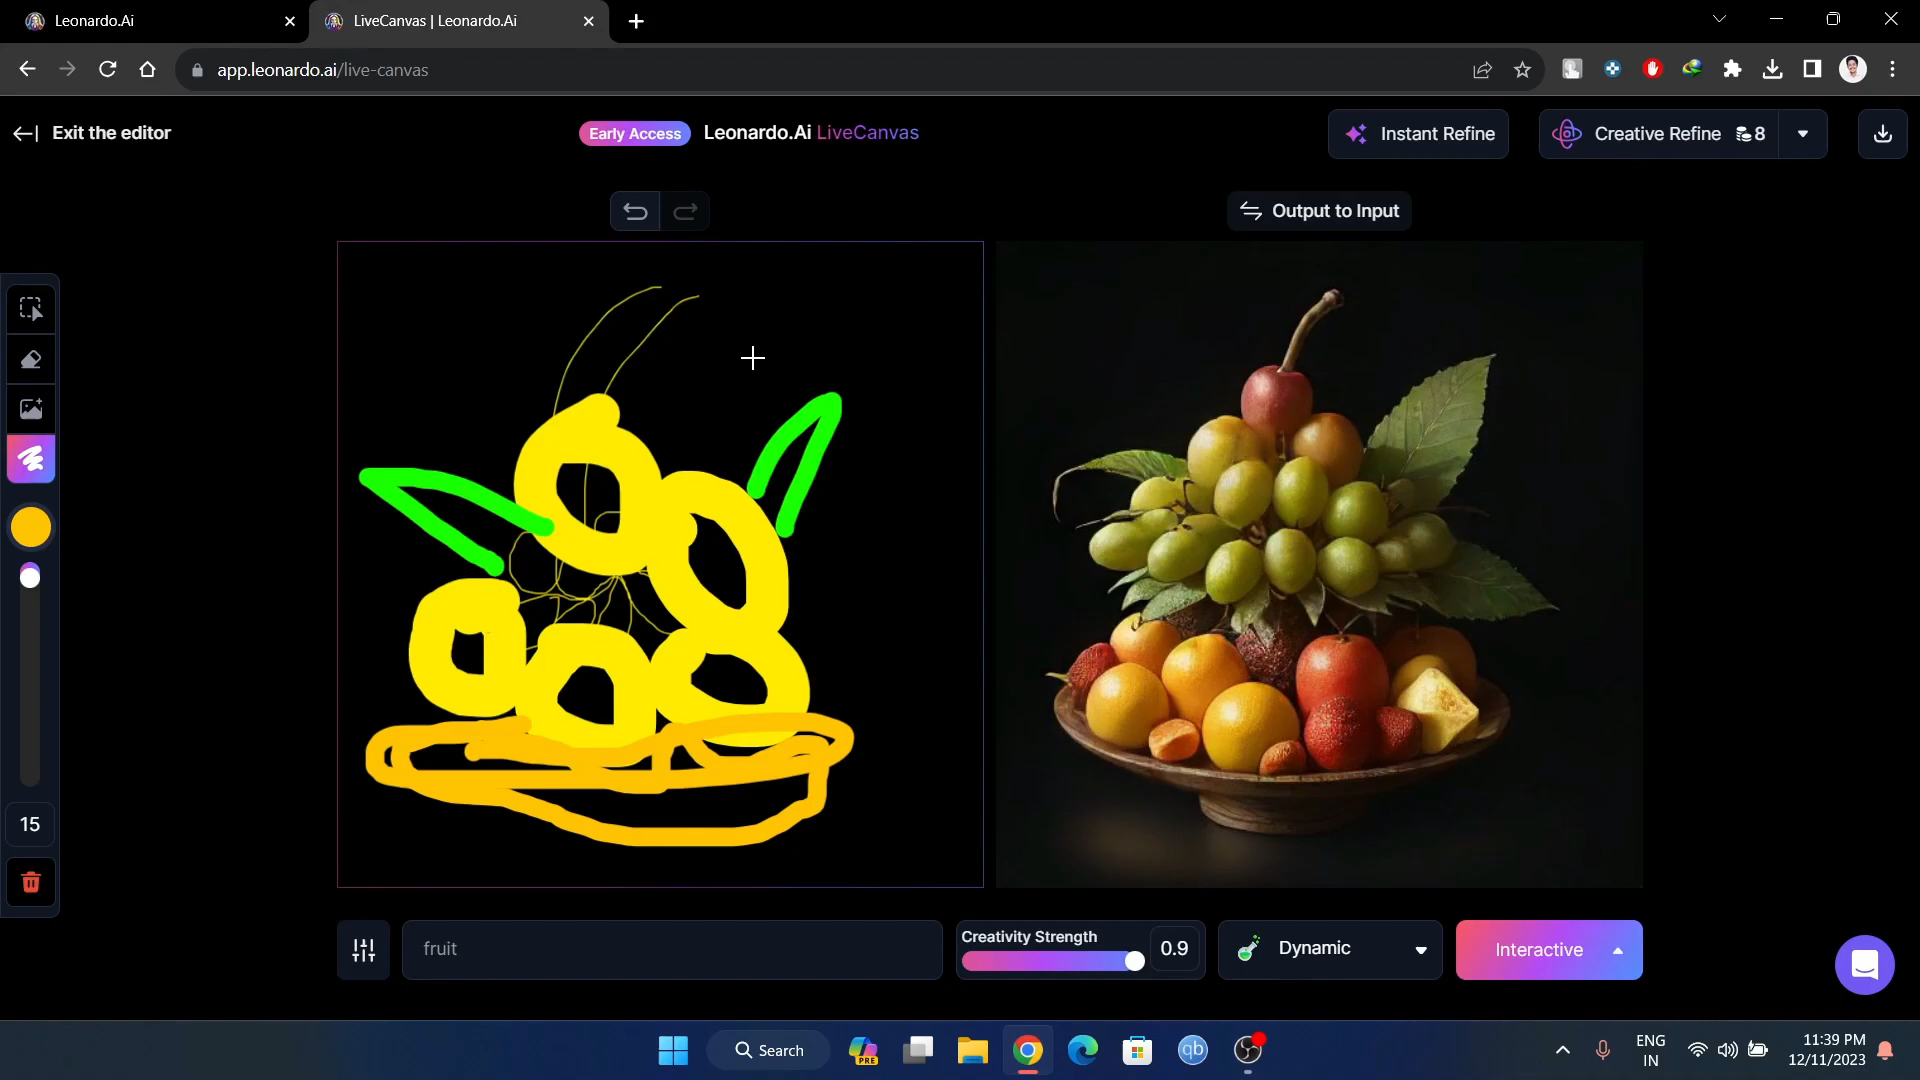 Leonardo.Ai
LiveCanvas | Leonardo.Ai
app.leonardo.ai/live-canvas
Exit the editor
Early Access Leonardo.Ai LiveCanvas
Instant Refine
Creative Refine 8
Output to Input
15
fruit
Creativity Strength
0.9
Dynamic
Interactive
Search
PRE
qb
ENG
IN
11:39 PM
12/11/2023